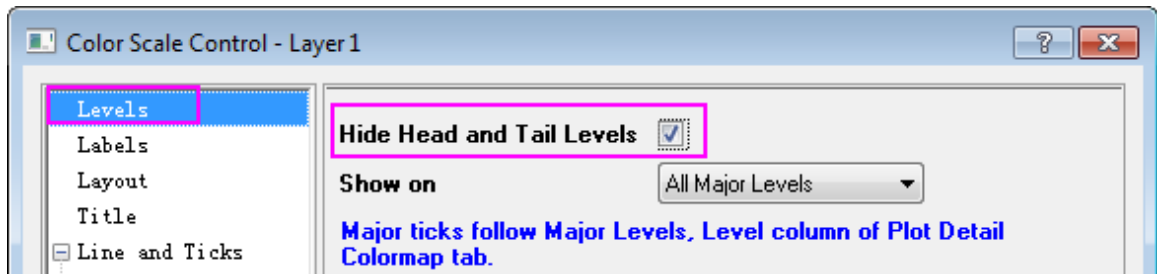 Color Scale Control - Layer 1
?
Levels
Hide Head and Tail Levels
Labels
Layout
Show on All Major Levels
Title
Major ticks follow Major Levels, Level column of Plot Detail
Line and Ticks
Colormap tab.